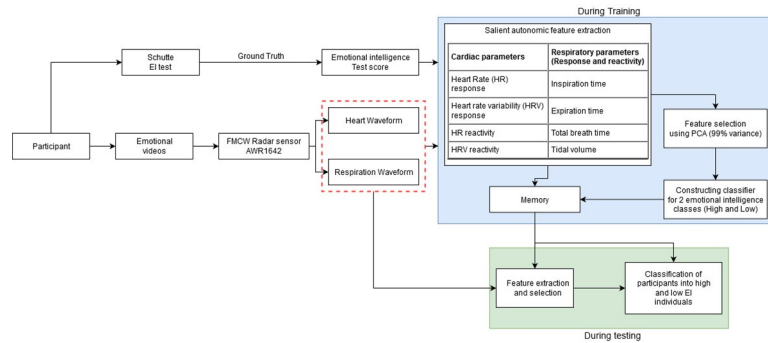 During Training
Salient autonomic feature extraction
Schutte
EI test
Ground Truth
Emotional intelligence
Test score
Cardiac parameters
Respiratory parameters
(Response and reactivity)
Heart Rate (HR)
response
Inspiration time
Heart rate variability (HRV)
response
Expiration time
HR reactivity
Total breath time
HRV reactivity
Tidal volume
Feature selection
using PCA (99% variance)
Participant
Emotional
videos
FMCW Radar sensor
AWR1642
Heart Waveform
Respiration Waveform
Memory
Constructing classifier
for 2 emotional intelligence
classes (High and Low)
Feature extraction
and selection
Classification of
participants into high
and low EI
individuals
During testing